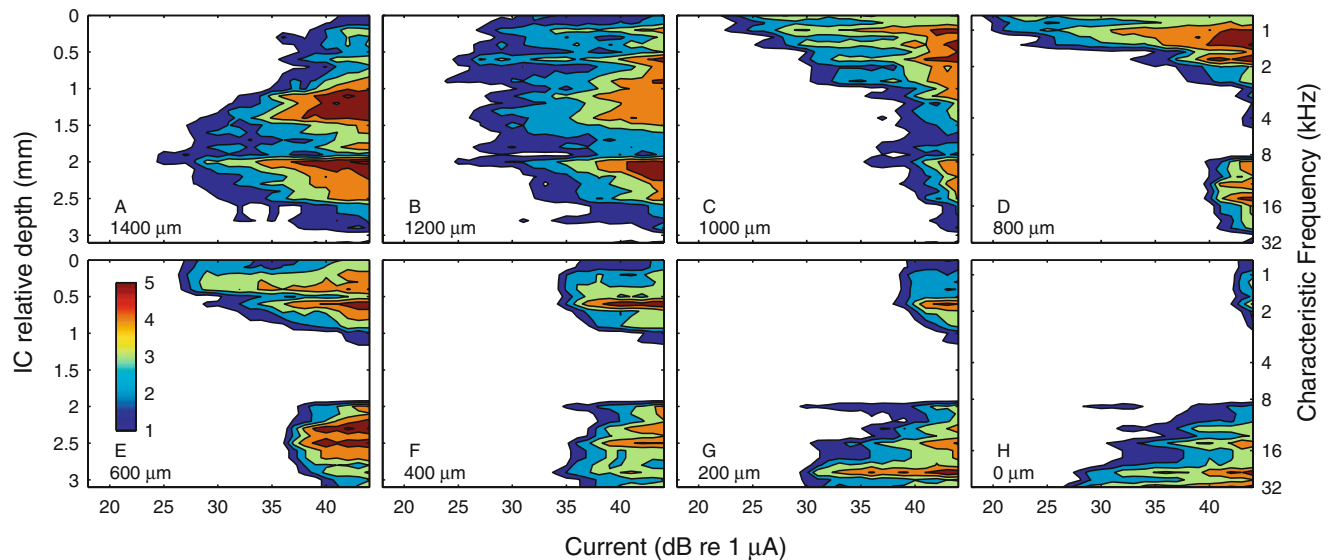 IC relative depth (mm)
0
0.5
1
1.5
2
2.5
3
A
1400 μm
B
1200 μm
C
1000 μm
D
800 μm
1
2
4
8
16
32
0
0.5
1
1.5
2
2.5
3
5
4
3
2
1
E
600 μm
F
400 μm
G
200 μm
H
0 μm
1
2
4
8
16
32
Characteristic Frequency (kHz)
20 25 30 35 40
20 25 30 35 40
20 25 30 35 40
20 25 30 35 40
Current (dB re 1 μA)